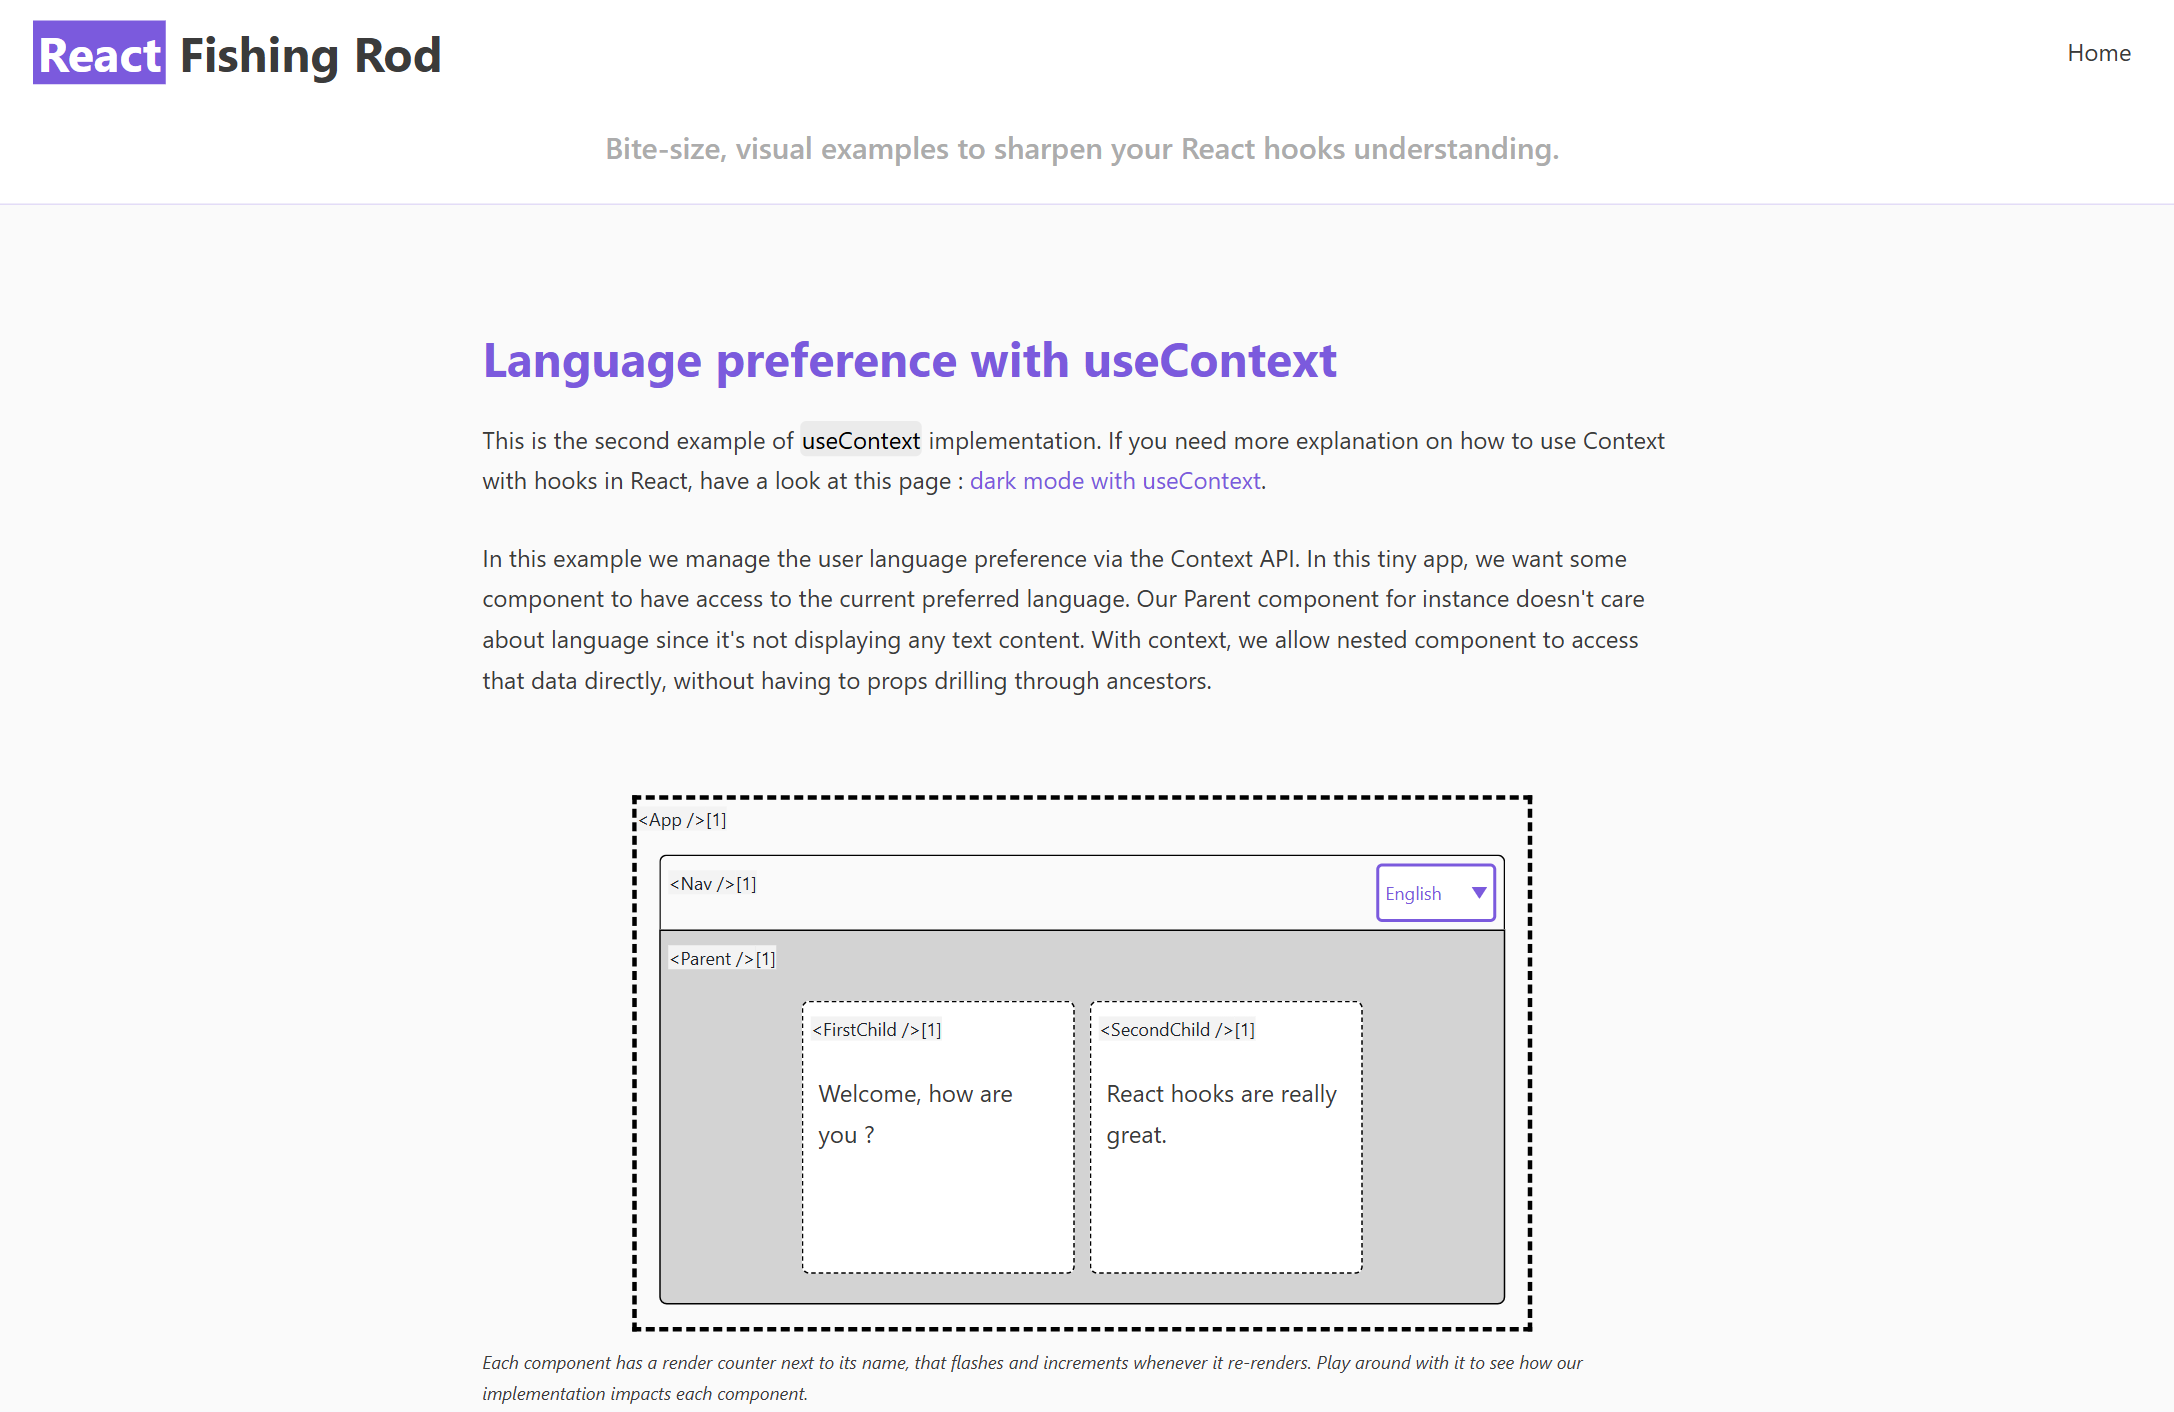 React Fishing Rod
Home
Bite-size, visual examples to sharpen your React hooks understanding.
Language preference with useContext
This is the second example of useContext implementation. If you need more explanation on how to use Context
with hooks in React, have a look at this page : dark mode with useContext.
In this example we manage the user language preference via the Context API. In this tiny app, we want some
component to have access to the current preferred language. Our Parent component for instance doesn't care
about language since it's not displaying any text content. With context, we allow nested component to access
that data directly, without having to props drilling through ancestors.
<App />[1]
<Nav />[1]
English
<Parent />[1]
<FirstChild />[1]
Welcome, how are
you ?
<SecondChild />[1]
React hooks are really
great.
Each component has a render counter next to its name, that flashes and increments whenever it re-renders. Play around with it to see how our
implementation impacts each component.